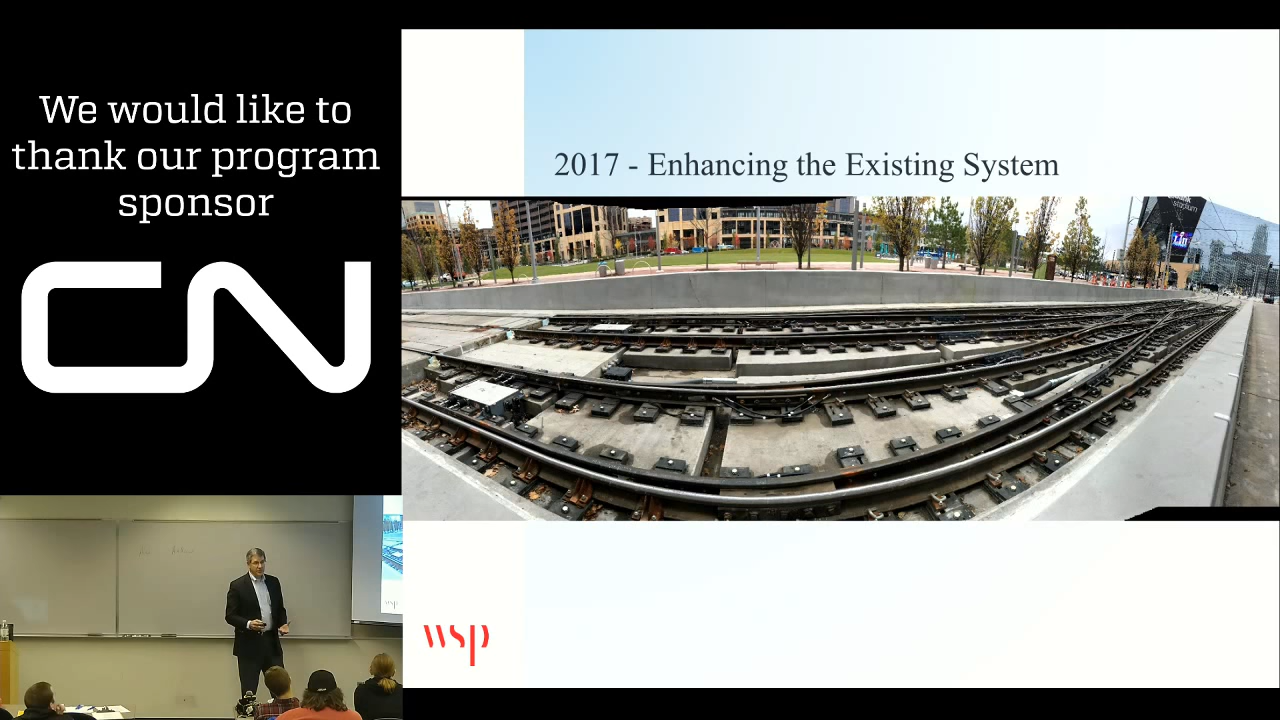 We would like to
thank our program
sponsor
CN
2017 - Enhancing the Existing System
wsp